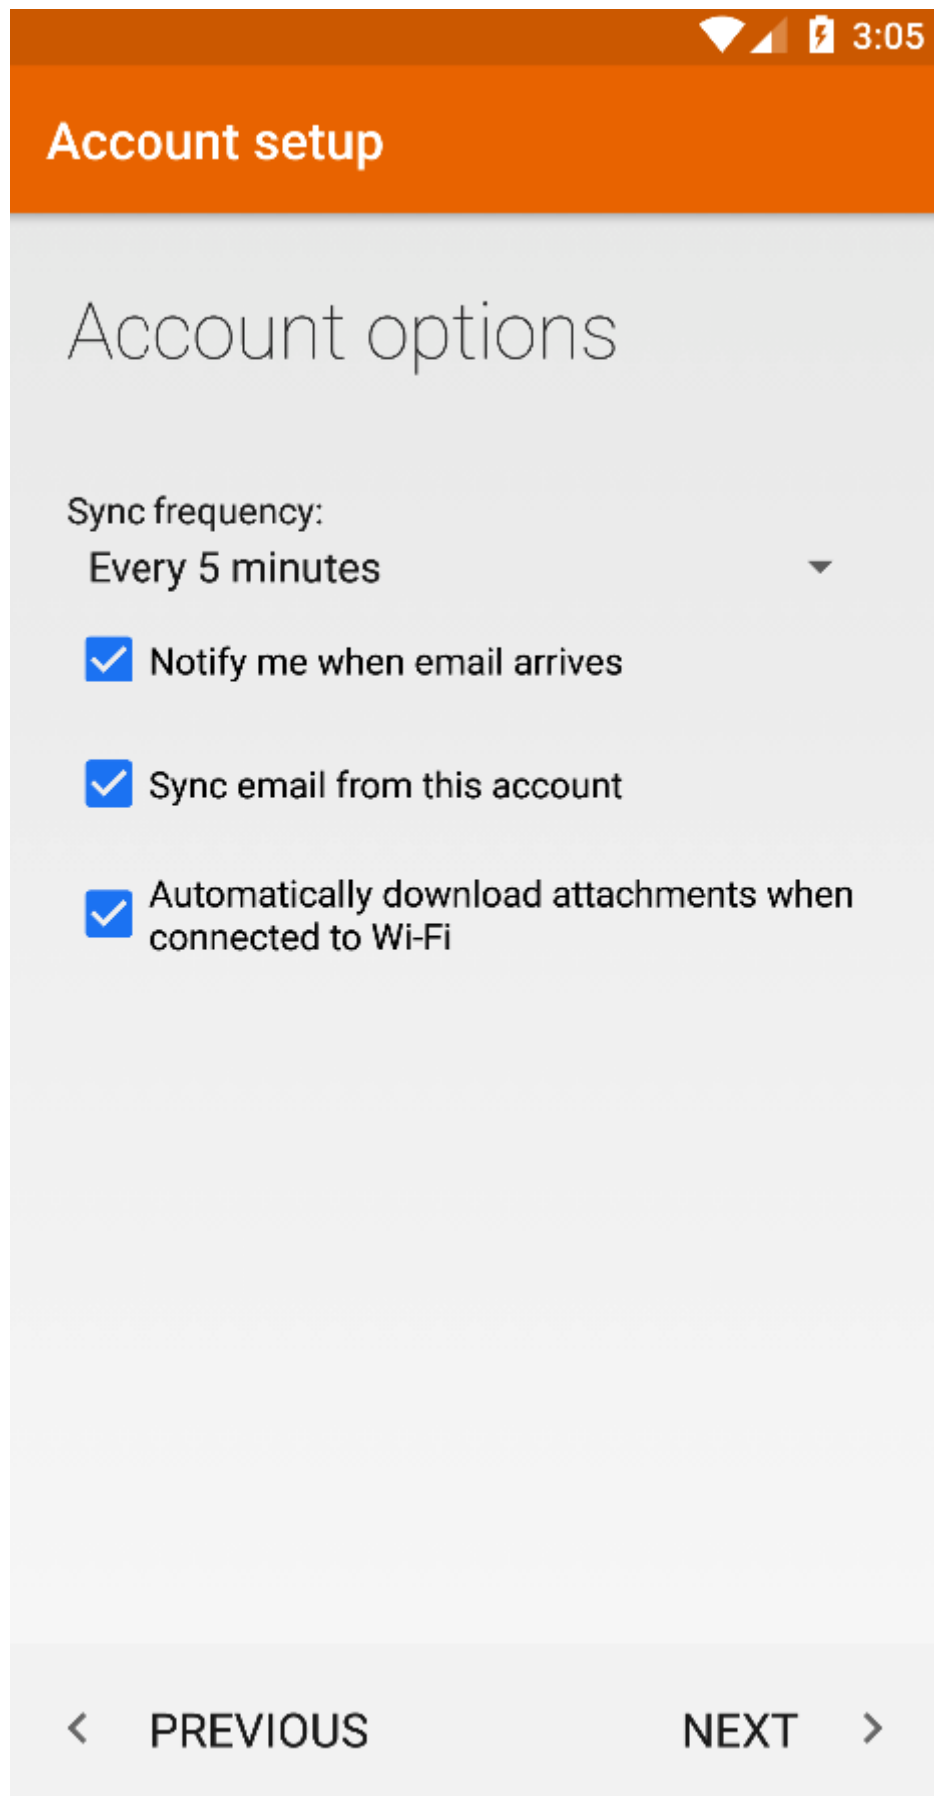 3:05
Account setup
Account options
Sync frequency:
Every 5 minutes
Notify me when email arrives
Sync email from this account
Automatically download attachments when
connected to Wi-Fi
PREVIOUS
NEXT